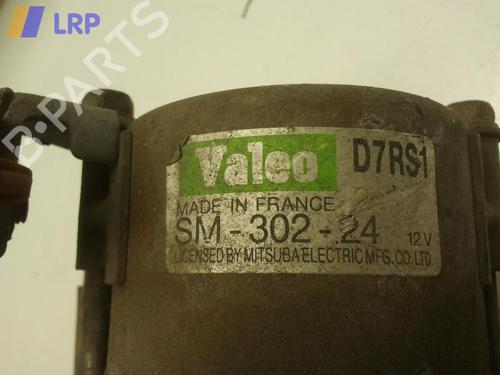 LRP
B-PARTS
Valeo
D7RS1
MADE IN FRANCE
SM-302-24
12V
LICENSED BY MITSUBA ELECTRIC MFG. CO. LTD.